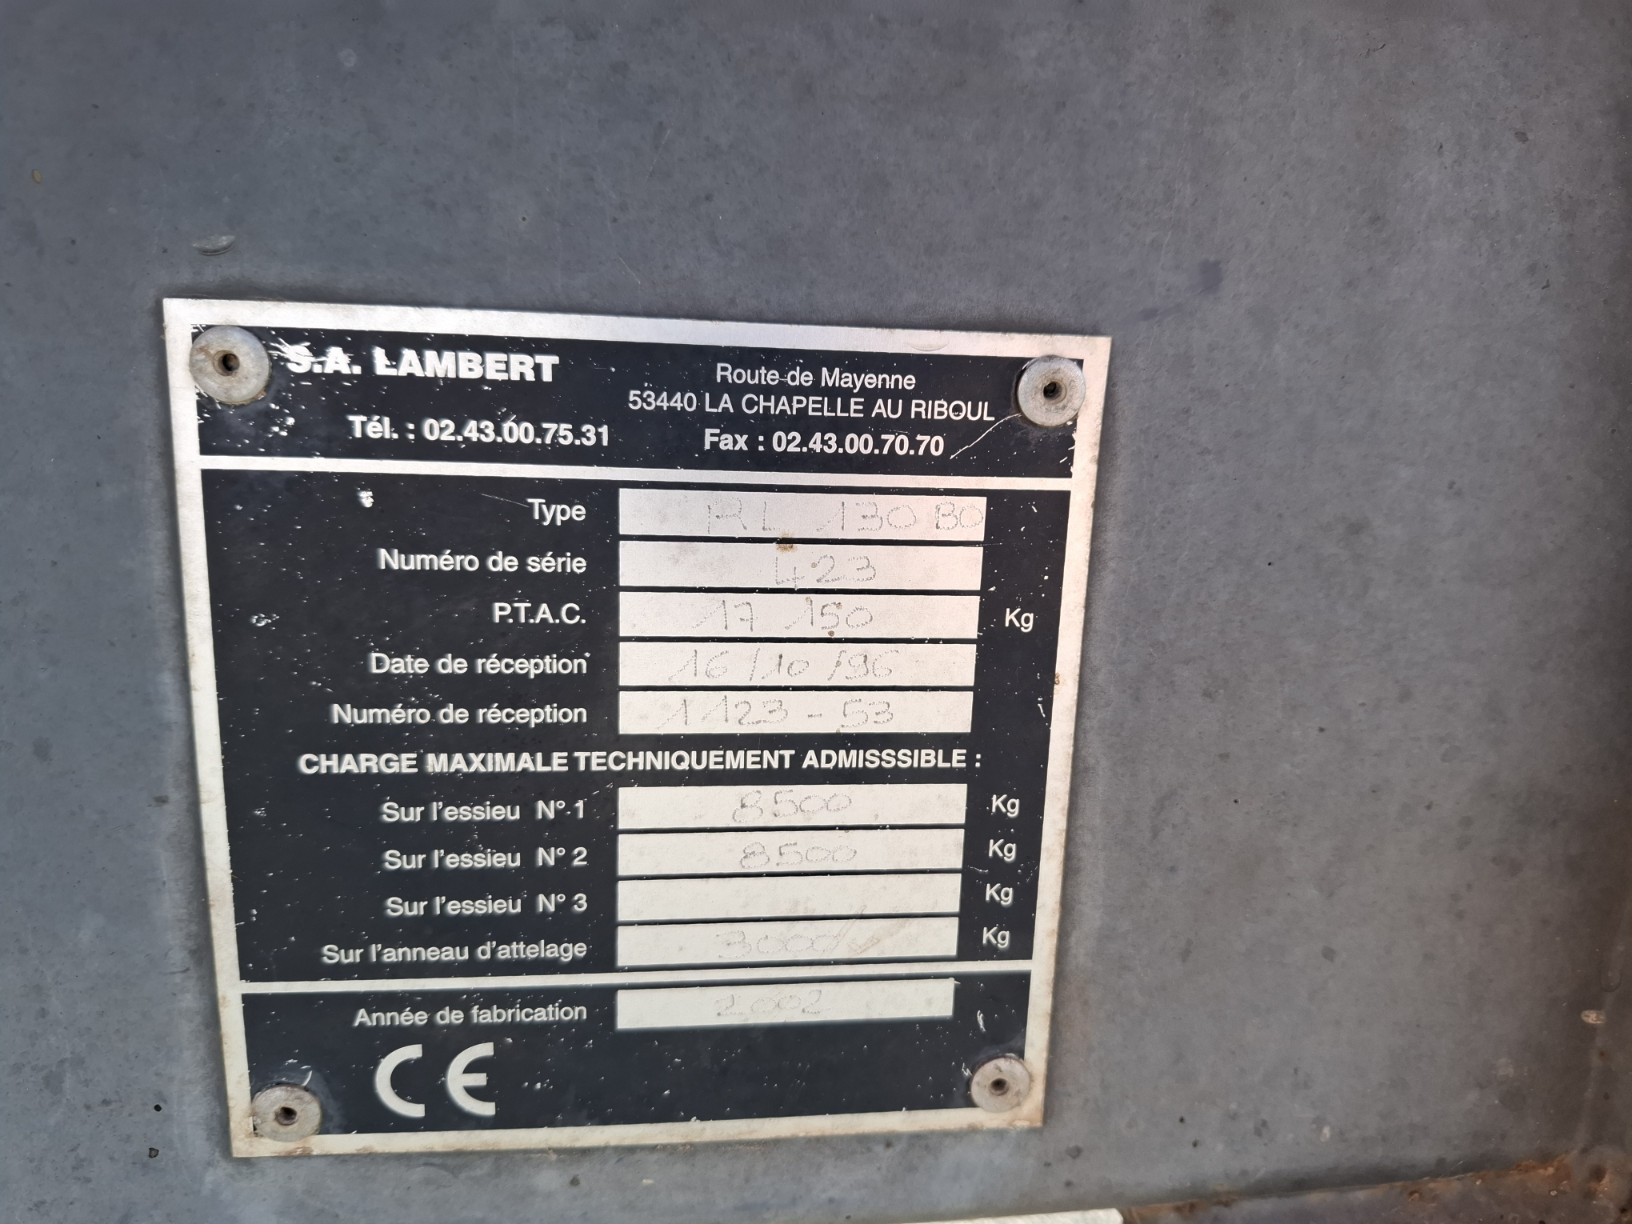 S.A. LAMBERT
Route de Mayenne
53440 LA CHAPELLE AU RIBOUL
Tél. : 02.43.00.75.31
Fax : 02.43.00.70.70
Type RL 130 BO
Numéro de série 423
P.T.A.C. 17 150 Kg
Date de réception 16/10/96
Numéro de réception 1123-53
CHARGE MAXIMALE TECHNIQUEMENT ADMISSSIBLE :
Sur l'essieu N° 1 8500 Kg
Sur l'essieu N° 2 8500 Kg
Sur l'essieu N° 3 Kg
Sur l'anneau d'attelage 3000 Kg
Année de fabrication 2002
CE